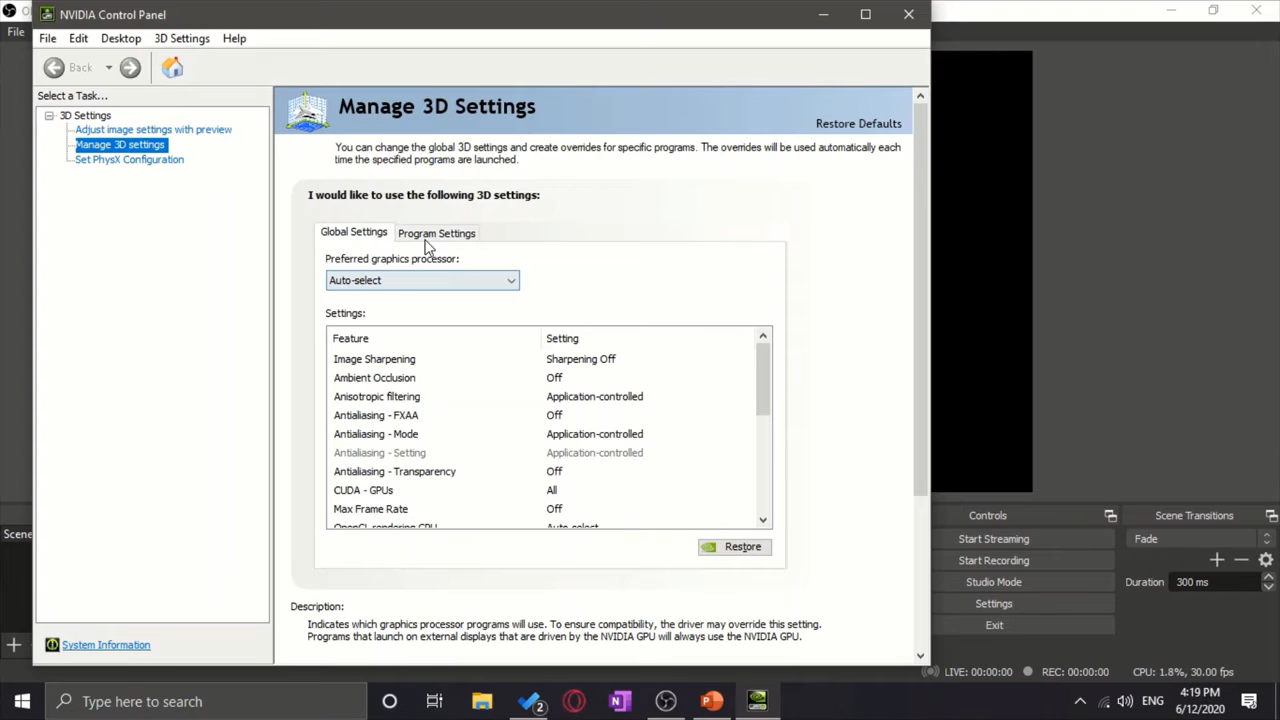 NVIDIA Control Panel
File
File Edit Desktop 3D Settings Help
Back
Select a Task...
3D Settings
Adjust image settings with preview
Manage 3D settings
Set PhysX Configuration
System Information
Manage 3D Settings
Restore Defaults
You can change the global 3D settings and create overrides for specific programs. The overrides will be used automatically each
time the specified programs are launched.
I would like to use the following 3D settings:
Global Settings Program Settings
Preferred graphics processor:
Auto-select
Settings:
Feature Setting
Image Sharpening Sharpening Off
Ambient Occlusion Off
Anisotropic filtering Application-controlled
Antialiasing - FXAA Off
Antialiasing - Mode Application-controlled
Antialiasing - Setting Application-controlled
Antialiasing - Transparency Off
CUDA - GPUs All
Max Frame Rate Off
OpenGL rendering GPU Auto-select
Restore
Description:
Indicates which graphics processor programs will use. To ensure compatibility, the driver may override this setting.
Programs that launch on external displays that are driven by the NVIDIA GPU will always use the NVIDIA GPU.
Scene
Controls
Start Streaming
Start Recording
Studio Mode
Settings
Exit
Scene Transitions
Fade
Duration 300 ms
LIVE: 00:00:00 REC: 00:00:00 CPU: 1.8%, 30.00 fps
Type here to search
2
ENG
4:19 PM
6/12/2020